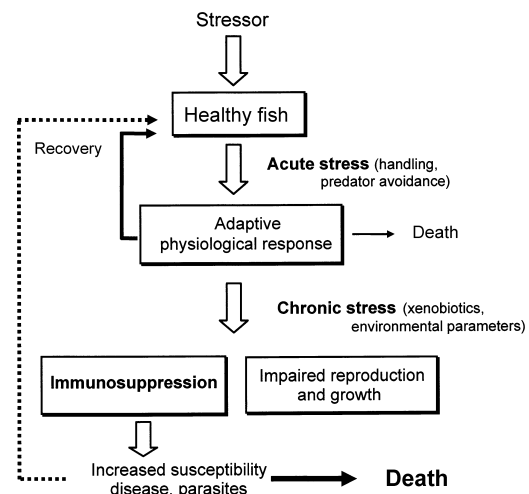 Stressor
Healthy fish
Recovery
Acute stress (handling,
predator avoidance)
Adaptive
physiological response
Death
Chronic stress (xenobiotics,
environmental parameters)
Immunosuppression
Impaired reproduction
and growth
Increased susceptibility
disease, parasites
Death